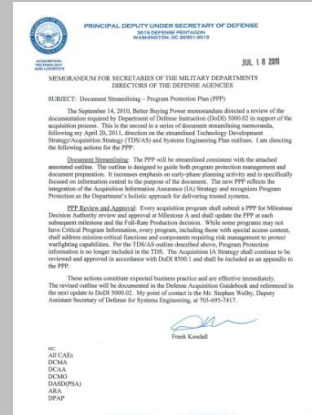 PRINCIPAL DEPUTY UNDER SECRETARY OF DEFENSE
3015 DEFENSE PENTAGON
WASHINGTON, DC 20301-3015
ACQUISITION,
TECHNOLOGY
AND LOGISTICS
JUL 18 2011
MEMORANDUM FOR SECRETARIES OF THE MILITARY DEPARTMENTS
DIRECTORS OF THE DEFENSE AGENCIES
SUBJECT: Document Streamlining – Program Protection Plan (PPP)
The September 14, 2010, Better Buying Power memorandum directed a review of the
documentation required by Department of Defense Instruction (DoDI) 5000.02 in support of the
acquisition process. This is the second in a series of document streamlining memoranda,
following my April 20, 2011, direction on the streamlined Technology Development
Strategy/Acquisition Strategy (TDS/AS) and Systems Engineering Plan outlines. I am directing
the following actions for the PPP:
Document Streamlining: The PPP will be streamlined consistent with the attached
annotated outline. The outline is designed to guide both program protection management and
document preparation. It increases emphasis on early-phase planning activity and is specifically
focused on information central to the purpose of the document. The new PPP reflects the
integration of the Acquisition Information Assurance (IA) Strategy and recognizes Program
Protection as the Department's holistic approach for delivering trusted systems.
PPP Review and Approval: Every acquisition program shall submit a PPP for Milestone
Decision Authority review and approval at Milestone A and shall update the PPP at each
subsequent milestone and the Full-Rate Production decision. While some programs may not
have Critical Program Information, every program, including those with special access content,
shall address mission-critical functions and components requiring risk management to protect
warfighting capabilities. Per the TDS/AS outline described above, Program Protection
information is no longer included in the TDS. The Acquisition IA Strategy shall continue to be
reviewed and approved in accordance with DoDI 8580.1 and shall be included as an appendix to
the PPP.
These actions constitute expected business practice and are effective immediately.
The revised outline will be documented in the Defense Acquisition Guidebook and referenced in
the next update to DoDI 5000.02. My point of contact is the Mr. Stephen Welby, Deputy
Assistant Secretary of Defense for Systems Engineering, at 703-695-7417.
Frank Kendall
cc:
All CAEs
DCMA
DCAA
DCMO
DASD(PSA)
ARA
DPAP